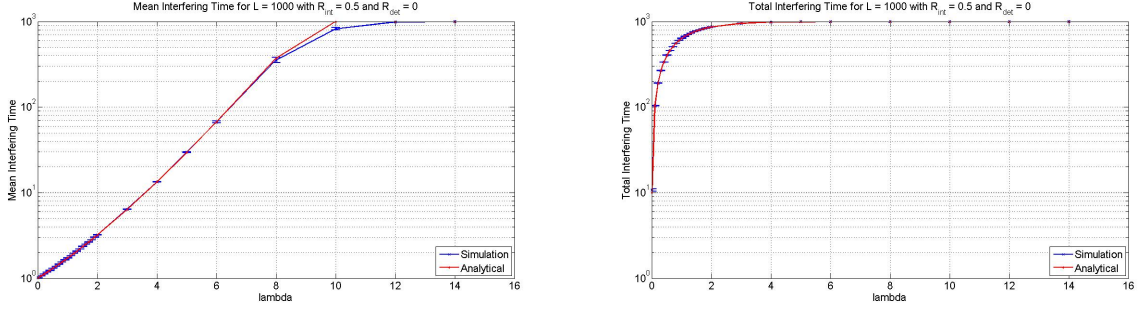 Mean Interfering Time for L = 1000 with R_int = 0.5 and R_det = 0
Mean Interfering Time
10^3
10^2
10^1
10^0
0 2 4 6 8 10 12 14 16
lambda
Simulation
Analytical
Total Interfering Time for L = 1000 with R_int = 0.5 and R_det = 0
Total Interfering Time
10^3
10^2
10^1
10^0
0 2 4 6 8 10 12 14 16
lambda
Simulation
Analytical